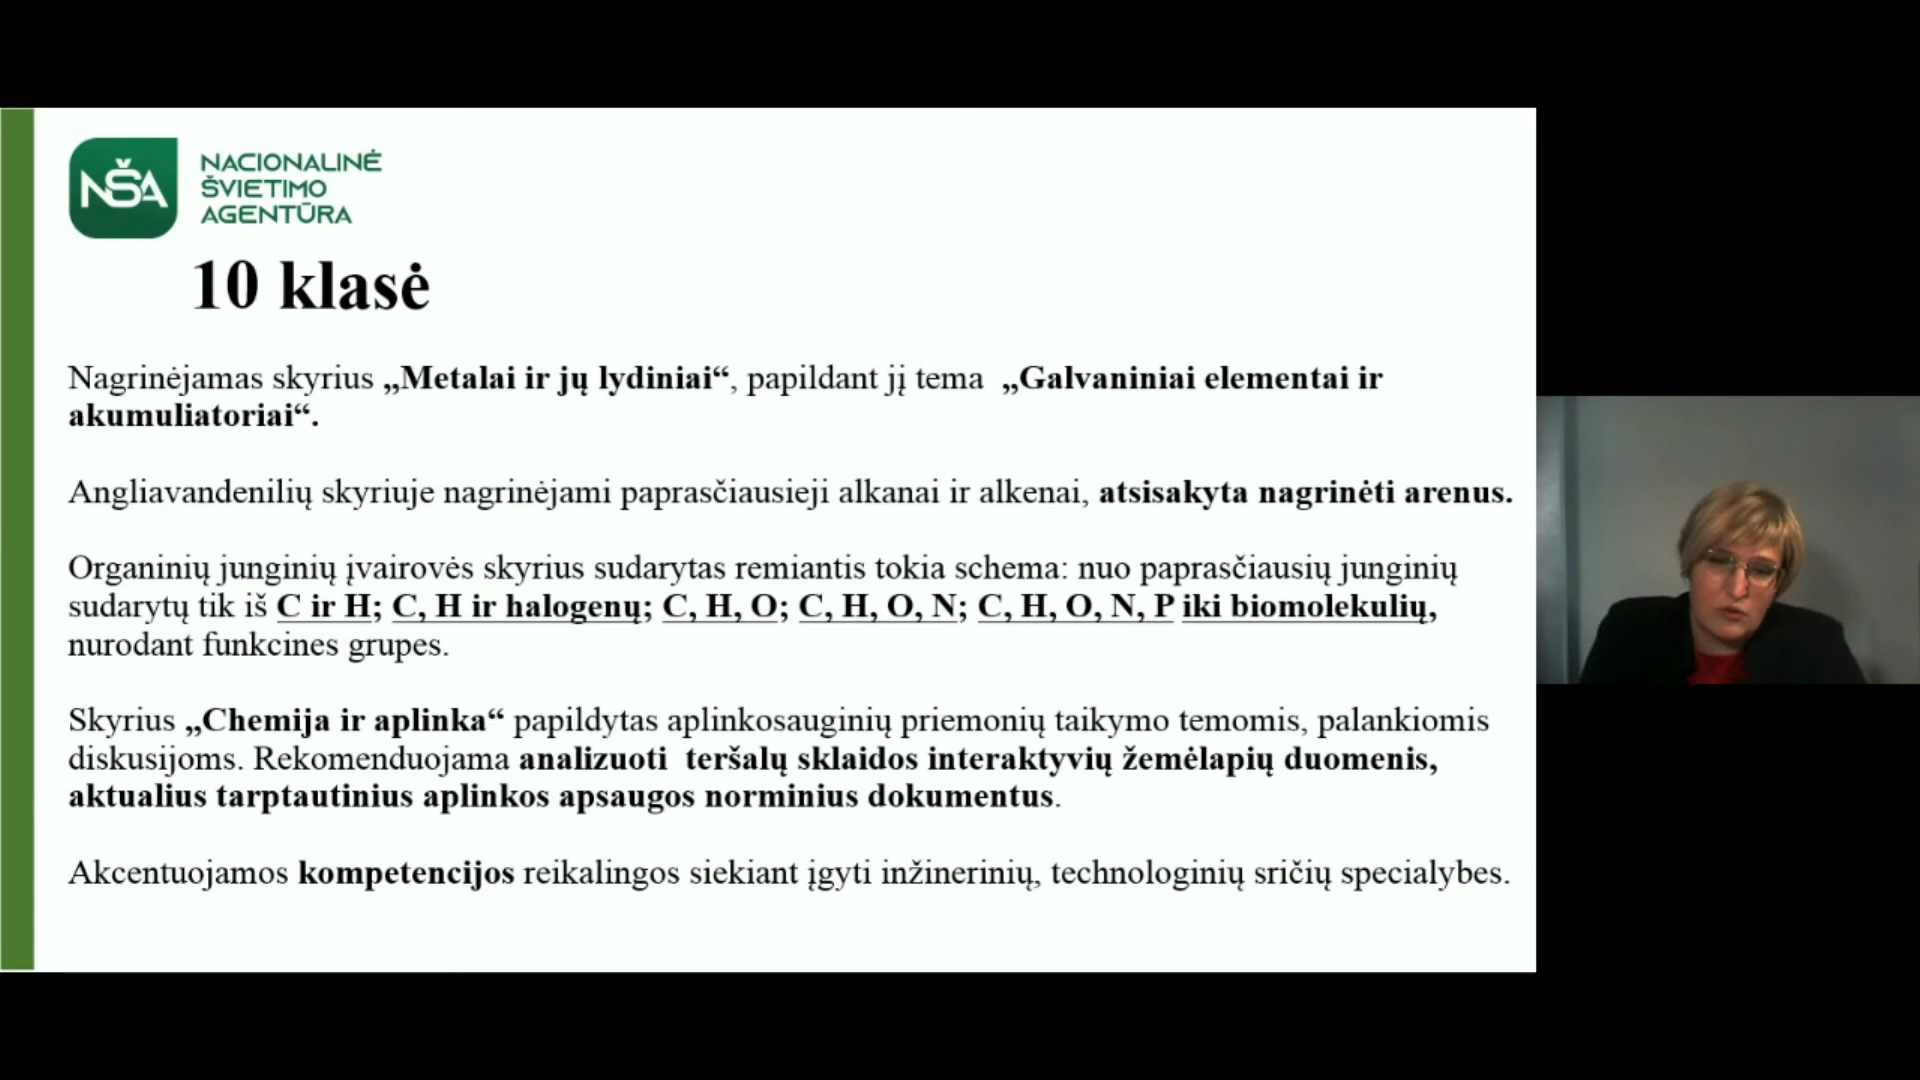 NŠA
NACIONALINĖ
ŠVIETIMO
AGENTŪRA
10 klasė
Nagrinėjamas skyrius „Metalai ir jų lydiniai“, papildant jį tema „Galvaniniai elementai ir
akumuliatoriai“.
Angliavandenilių skyriuje nagrinėjami paprasčiausieji alkanai ir alkenai, atsisakyta nagrinėti arenus.
Organinių junginių įvairovės skyrius sudarytas remiantis tokia schema: nuo paprasčiausių junginių
sudarytų tik iš C ir H; C, H ir halogenų; C, H, O; C, H, O, N; C, H, O, N, P iki biomolekulių,
nurodant funkcines grupes.
Skyrius „Chemija ir aplinka“ papildytas aplinkosauginių priemonių taikymo temomis, palankiomis
diskusijoms. Rekomenduojama analizuoti teršalų sklaidos interaktyvių žemėlapių duomenis,
aktualius tarptautinius aplinkos apsaugos norminius dokumentus.
Akcentuojamos kompetencijos reikalingos siekiant įgyti inžinerinių, technologinių sričių specialybes.